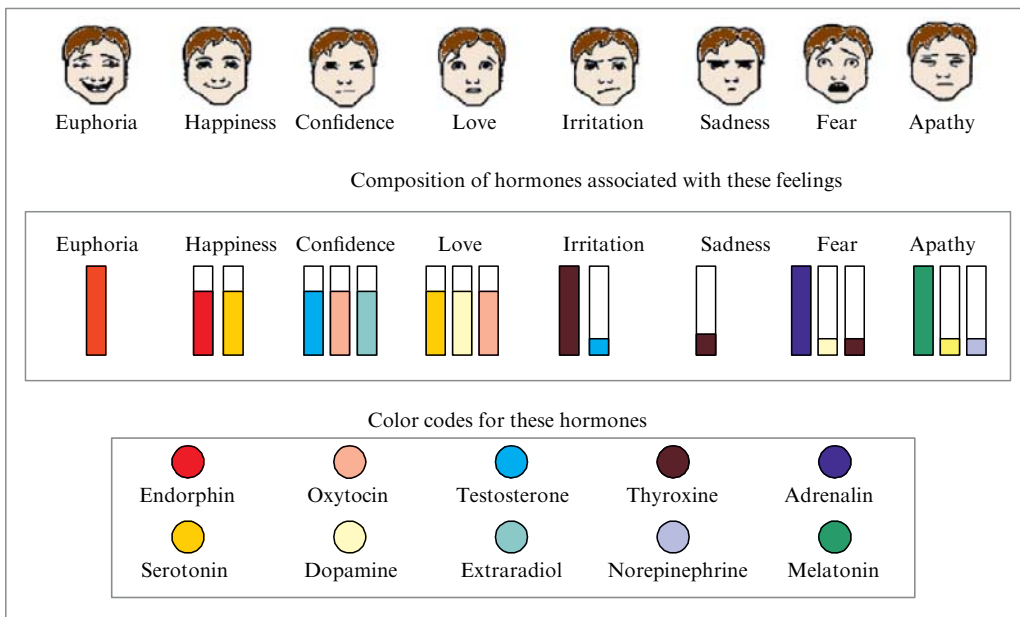 Euphoria Happiness Confidence Love Irritation Sadness Fear Apathy
Composition of hormones associated with these feelings
Euphoria Happiness Confidence Love Irritation Sadness Fear Apathy
Color codes for these hormones
Endorphin Oxytocin Testosterone Thyroxine Adrenalin
Serotonin Dopamine Extraradiol Norepinephrine Melatonin